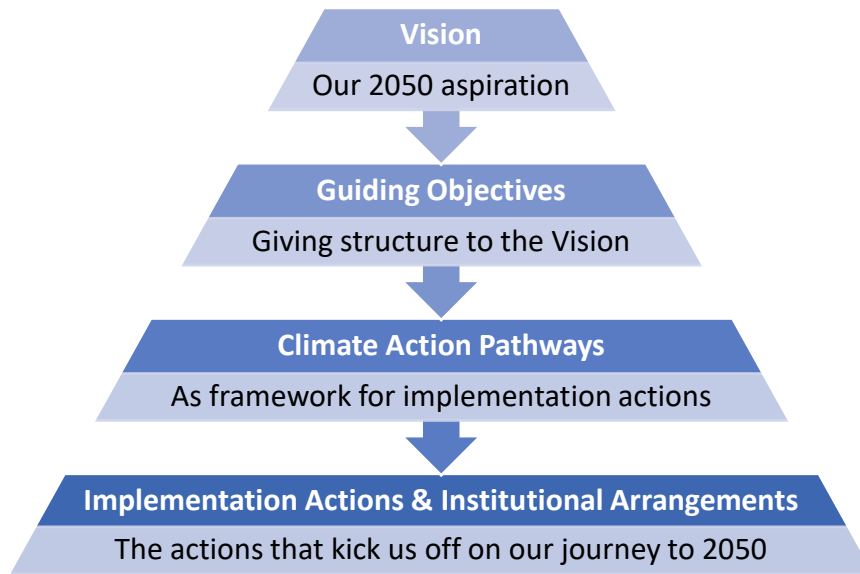 Vision
Our 2050 aspiration
Guiding Objectives
Giving structure to the Vision
Climate Action Pathways
As framework for implementation actions
Implementation Actions & Institutional Arrangements
The actions that kick us off on our journey to 2050